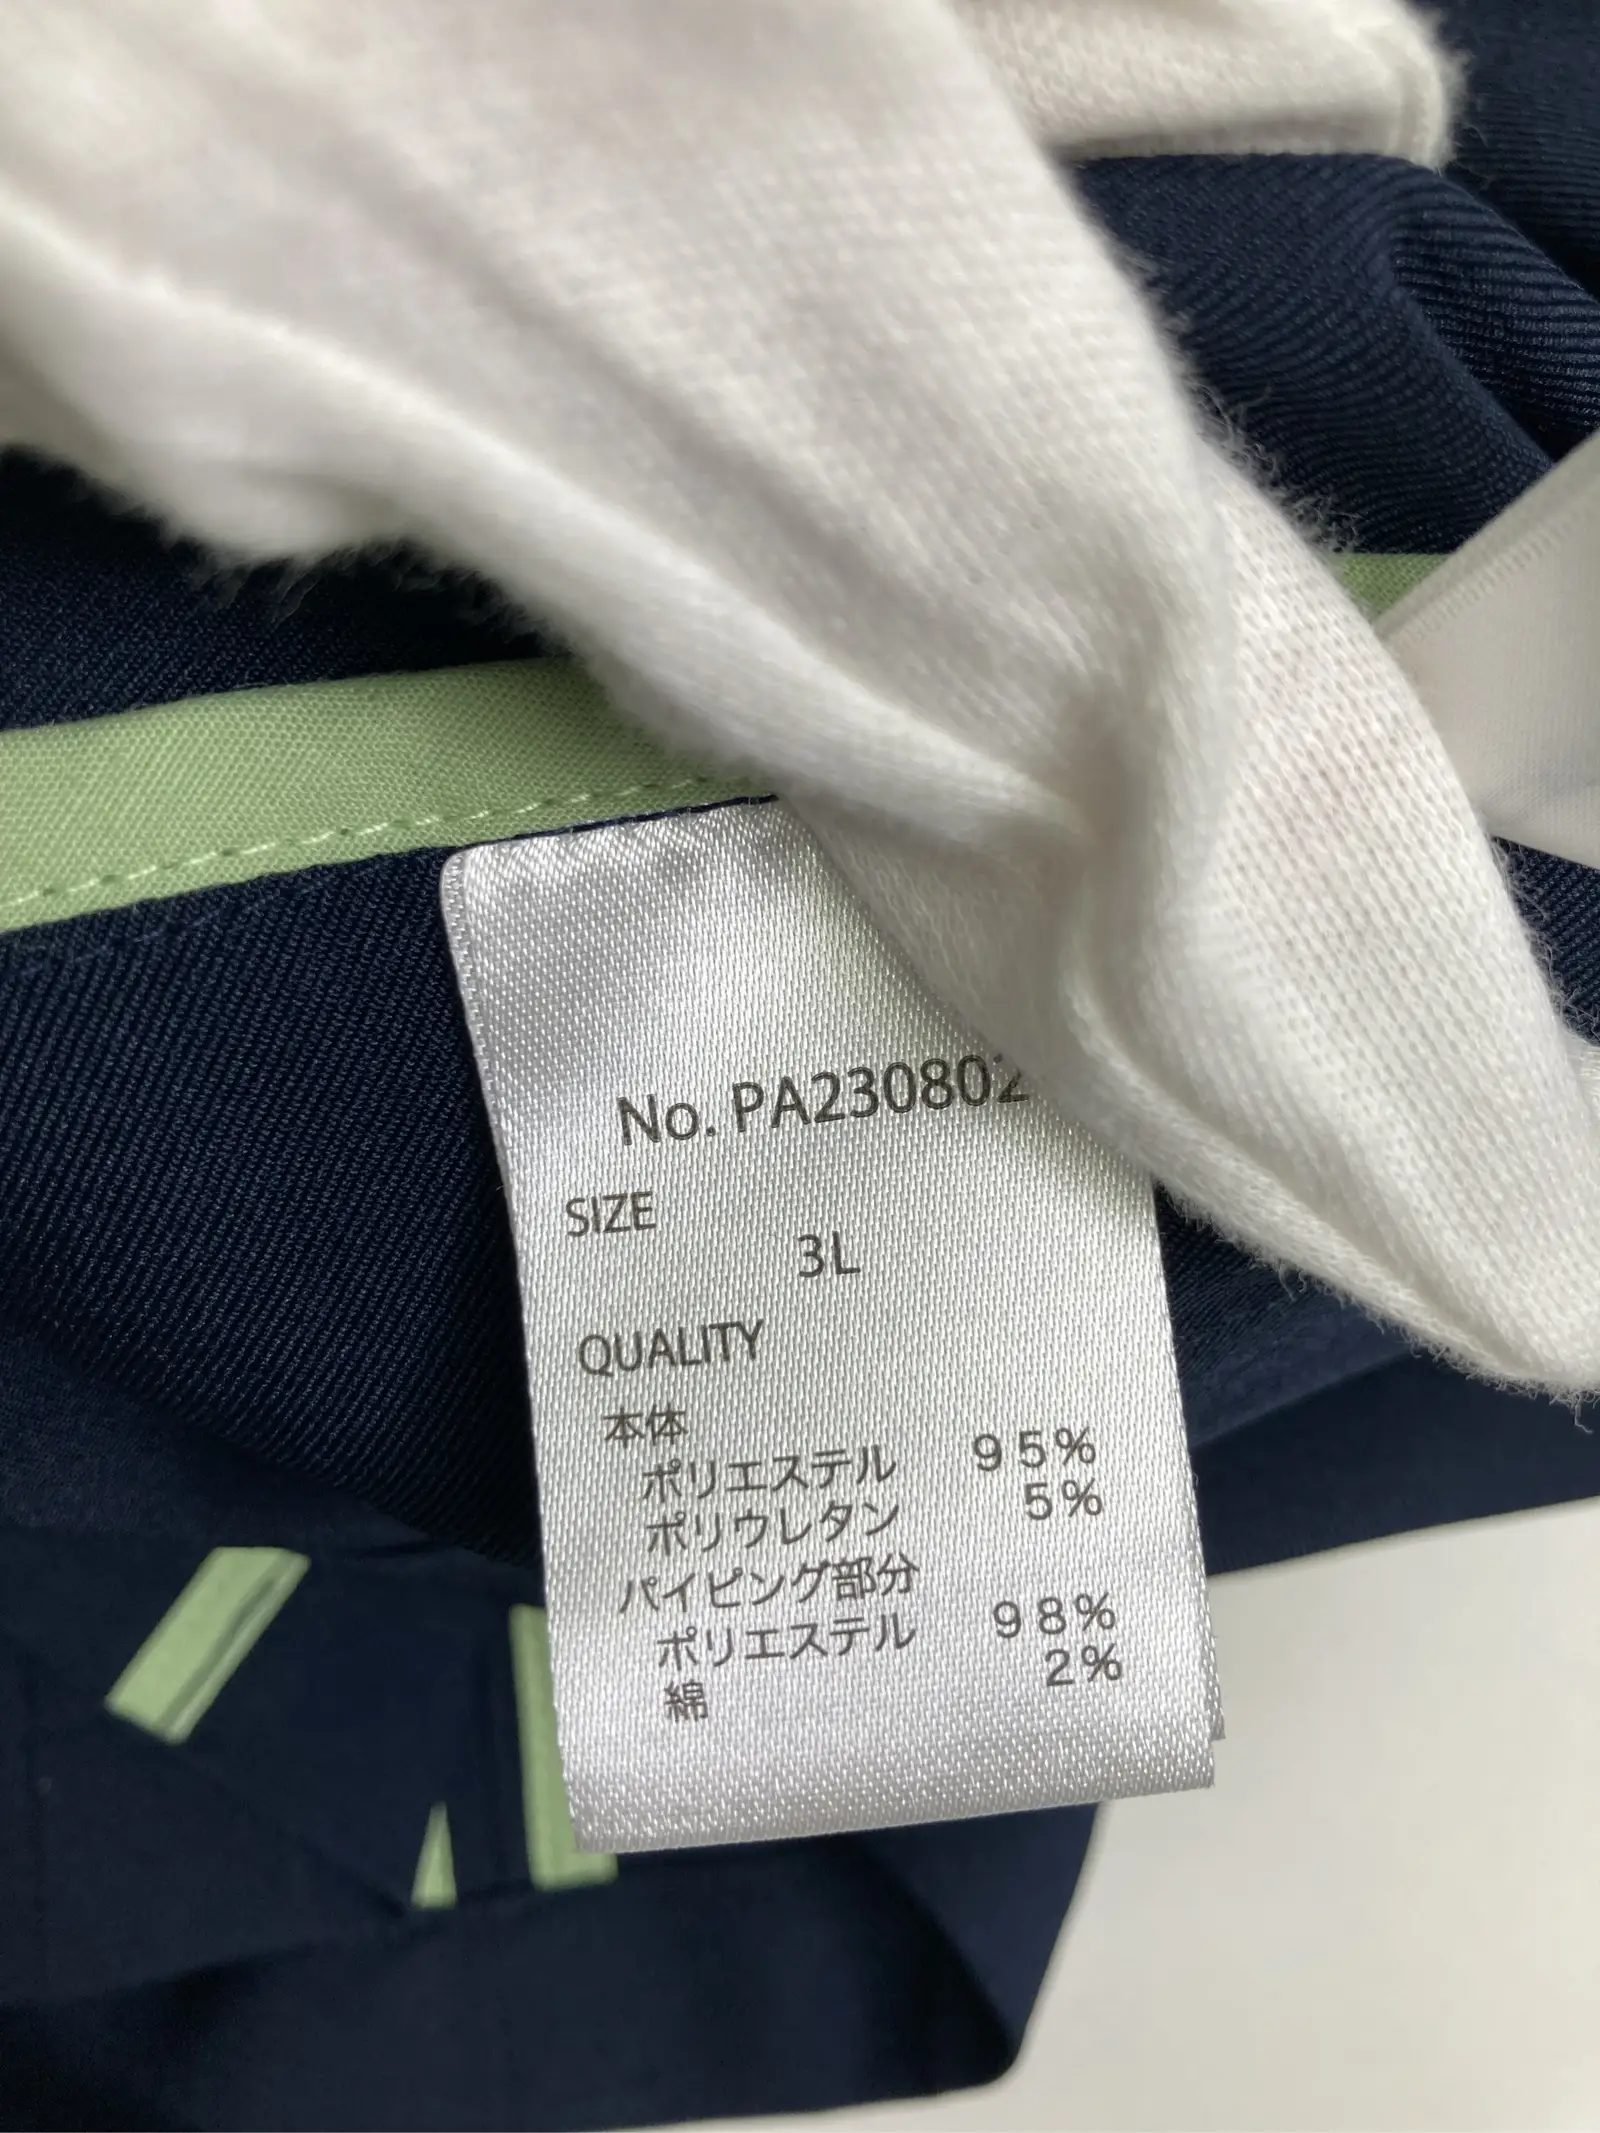 No. PA230802
SIZE
3L
QUALITY
本体
ポリエステル 95%
ポリウレタン 5%
パイピング部分
ポリエステル 98%
綿 2%